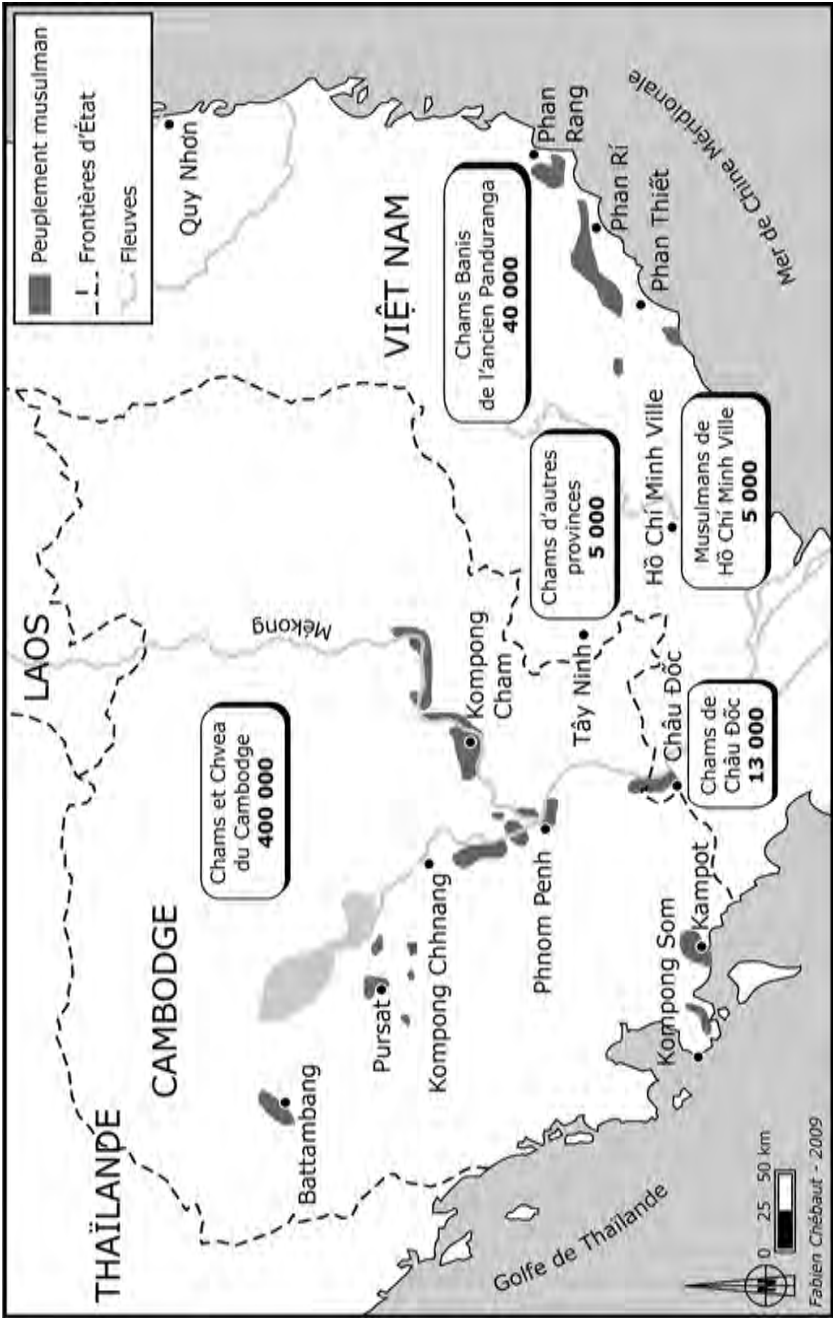 Peuplement musulman
Frontières d'État
Fleuves
THAÏLANDE
LAOS
CAMBODGE
VIỆT NAM
Quy Nhơn
Chams et Chvea
du Cambodge
400 000
Mékong
Battambang
Pursat
Kompong Chhnang
Kompong
Cham
Phnom Penh
Chams Banis
de l'ancien Panduranga
40 000
Phan
Rang
Phan Rí
Phan Thiết
Chams d'autres
provinces
5 000
Tây Ninh
Hồ Chí Minh Ville
Musulmans de
Hồ Chí Minh Ville
5 000
Châu Đốc
Chams de
Châu Đốc
13 000
Kompong Som
Kampot
Golfe de Thaïlande
Mer de Chine Méridionale
N
0 25 50 km
Fabien Chébaut - 2009